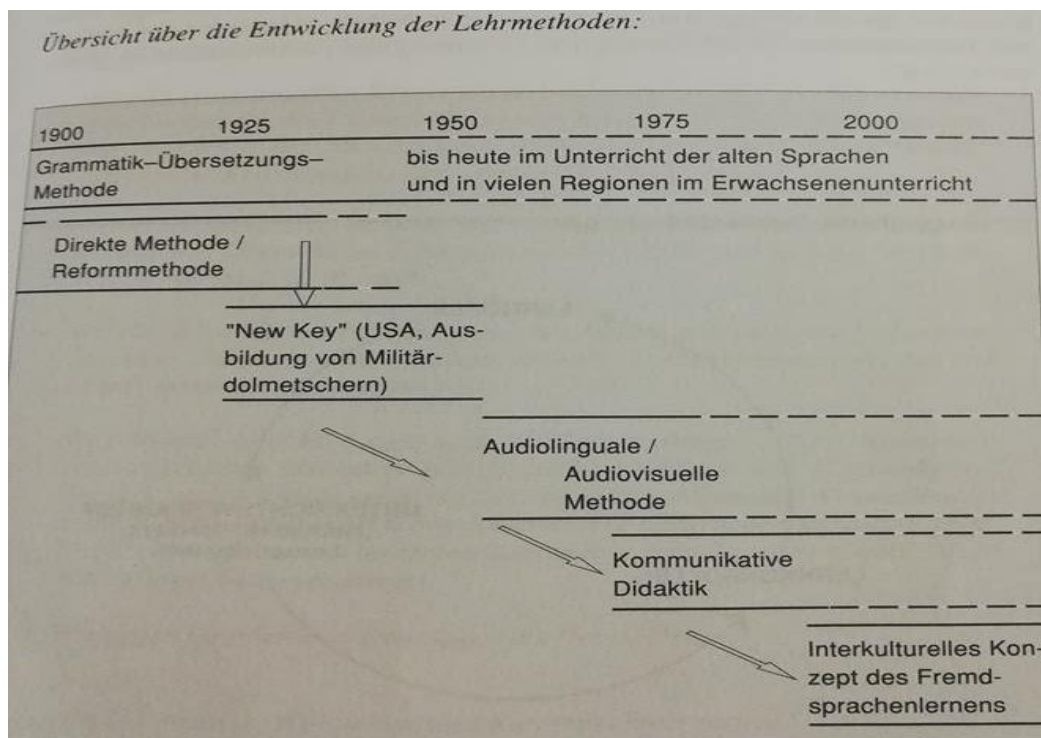 Übersicht über die Entwicklung der Lehrmethoden:
1900 1925 1950 1975 2000
Grammatik–Übersetzungs–
Methode
bis heute im Unterricht der alten Sprachen
und in vielen Regionen im Erwachsenenunterricht
Direkte Methode /
Reformmethode
"New Key" (USA, Aus-
bildung von Militär-
dolmetschern)
Audiolinguale /
Audiovisuelle
Methode
Kommunikative
Didaktik
Interkulturelles Kon-
zept des Fremd-
sprachenlernens